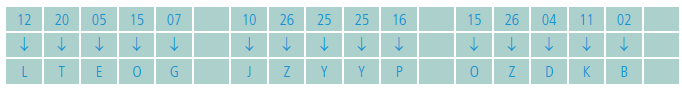 12 20 05 15 07 10 26 25 25 16 15 26 04 11 02
↓ ↓ ↓ ↓ ↓ ↓ ↓ ↓ ↓ ↓ ↓ ↓ ↓ ↓ ↓
L T E O G J Z Y Y P O Z D K B